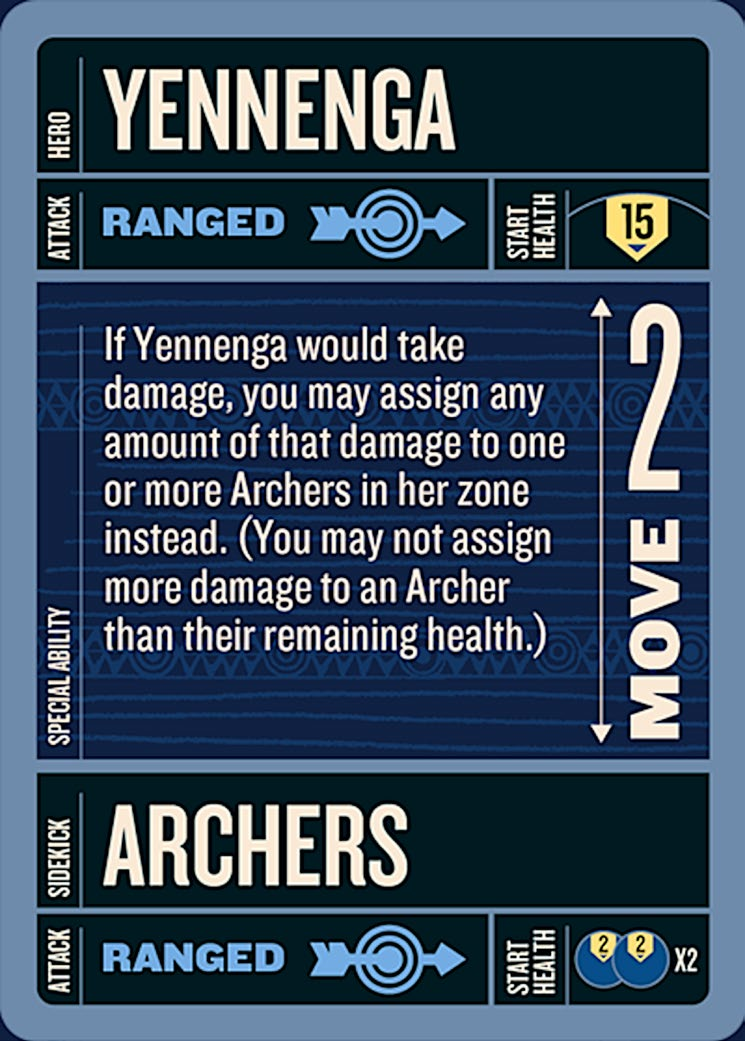 HERO
YENNENGA
ATTACK
RANGED
START
HEALTH
15
SPECIAL ABILITY
If Yennenga would take
damage, you may assign any
amount of that damage to one
or more Archers in her zone
instead. (You may not assign
more damage to an Archer
than their remaining health.)
MOVE 2
SIDEKICK
ARCHERS
ATTACK
RANGED
START
HEALTH
2 2 X2